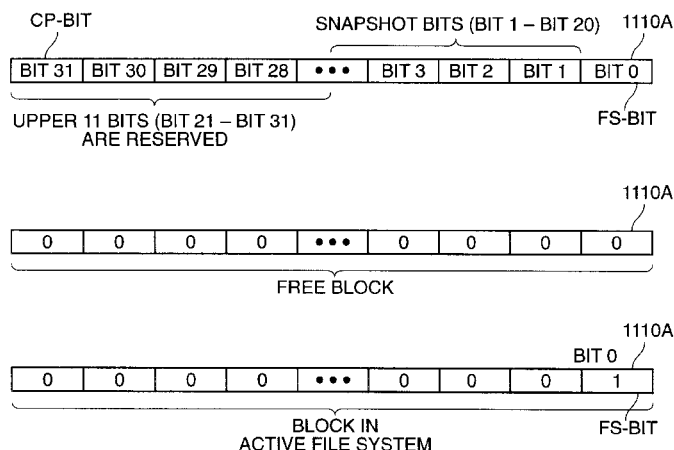 CP-BIT
SNAPSHOT BITS (BIT 1 – BIT 20)
1110A
BIT 31 BIT 30 BIT 29 BIT 28 ••• BIT 3 BIT 2 BIT 1 BIT 0
UPPER 11 BITS (BIT 21 – BIT 31)
ARE RESERVED
FS-BIT
1110A
0 0 0 0 ••• 0 0 0 0
FREE BLOCK
1110A
BIT 0
0 0 0 0 ••• 0 0 0 1
BLOCK IN
ACTIVE FILE SYSTEM
FS-BIT